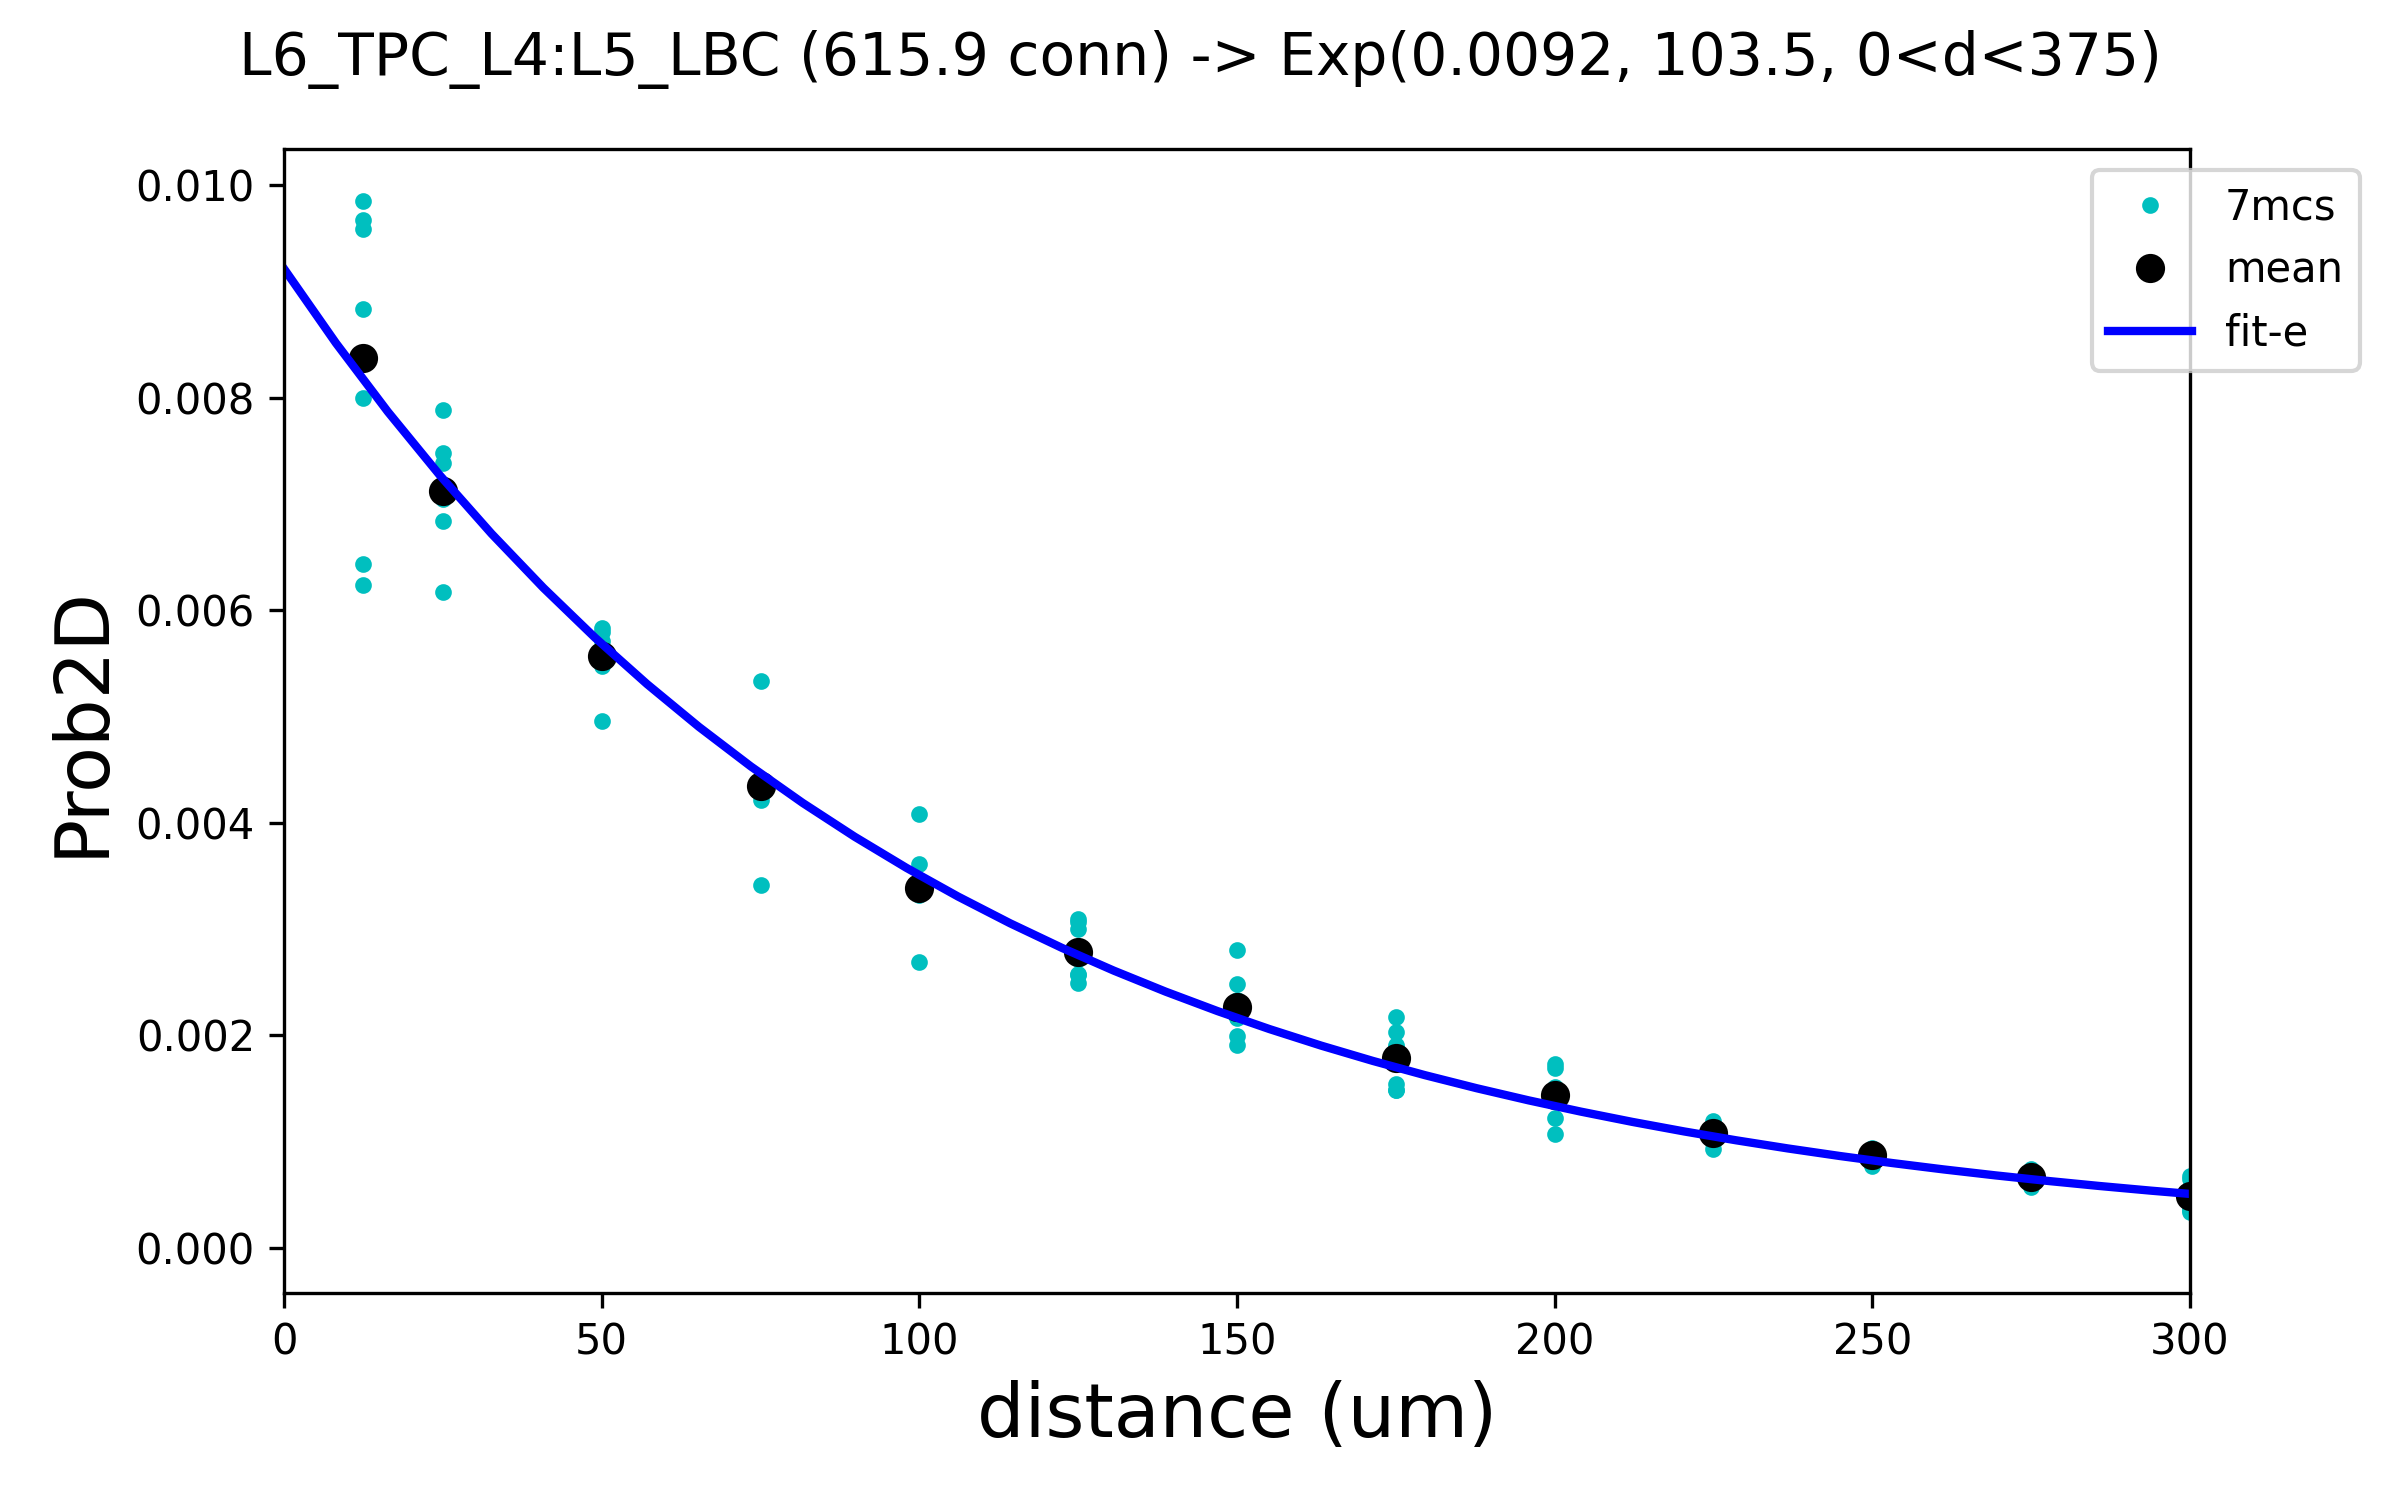 L6_TPC_L4:L5_LBC (615.9 conn) -> Exp(0.0092, 103.5, 0<d<375)
7mcs
mean
fit-e
0.010
0.008
0.006
0.004
0.002
0.000
Prob2D
0 50 100 150 200 250 300
distance (um)